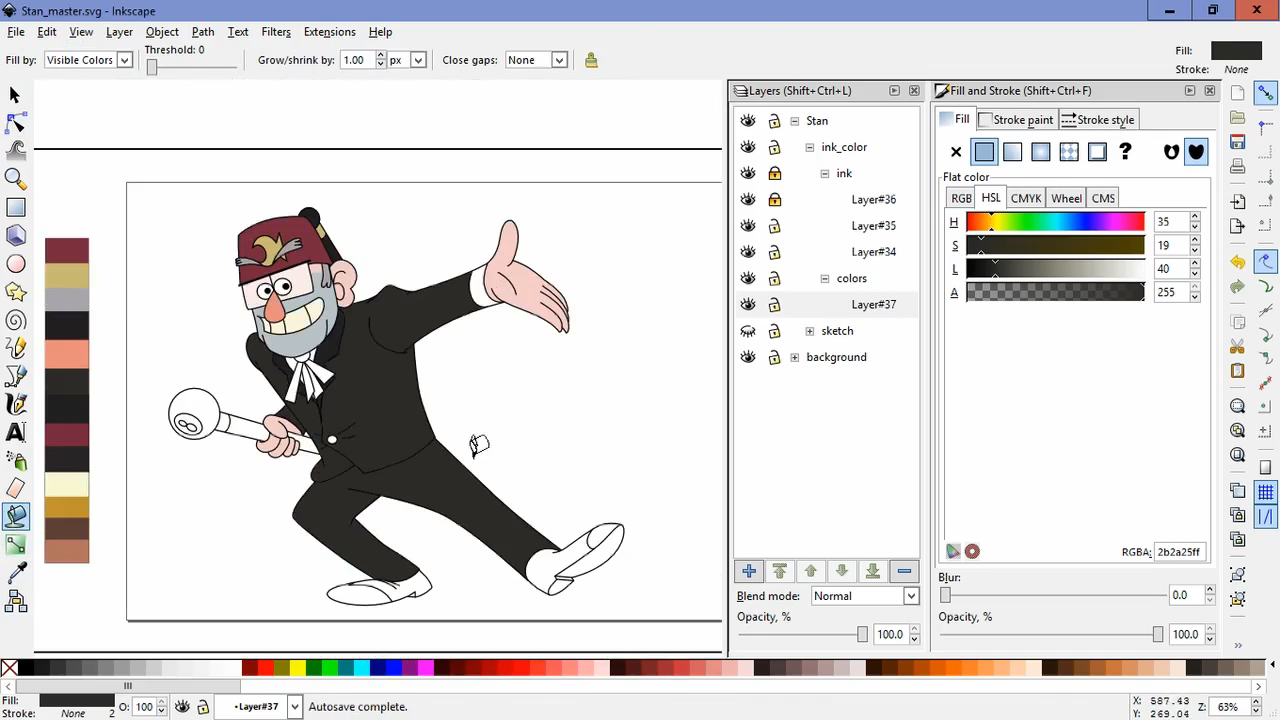 Stan_master.svg - Inkscape
File Edit View Layer Object Path Text Filters Extensions Help
Fill by: Visible Colors Threshold: 0 Grow/shrink by: 1.00 px Close gaps: None
Fill:
Stroke: None
Layers (Shift+Ctrl+L)
Stan
ink_color
ink
Layer#36
Layer#35
Layer#34
colors
Layer#37
sketch
background
Blend mode: Normal
Opacity, %
100.0
Fill and Stroke (Shift+Ctrl+F)
Fill Stroke paint Stroke style
?
Flat color
RGB HSL CMYK Wheel CMS
H 35
S 19
L 40
A 255
RGBA: 2b2a25ff
Blur:
0.0
Opacity, %
100.0
8
Fill:
Stroke: None 2 O: 100 •Layer#37 Autosave complete.
X: 587.43
Y: 269.04
Z: 63%